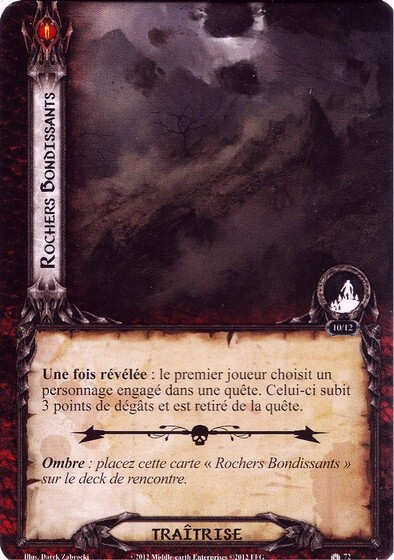 ROCHERS BONDISSANTS
10/12
Une fois révélée : le premier joueur choisit un
personnage engagé dans une quête. Celui-ci subit
3 points de dégâts et est retiré de la quête.
Ombre : placez cette carte « Rochers Bondissants »
sur le deck de rencontre.
TRAÎTRISE
Illus. Darek Zabrocki
©2012 Middle-earth Enterprises ©2012 FFG
72